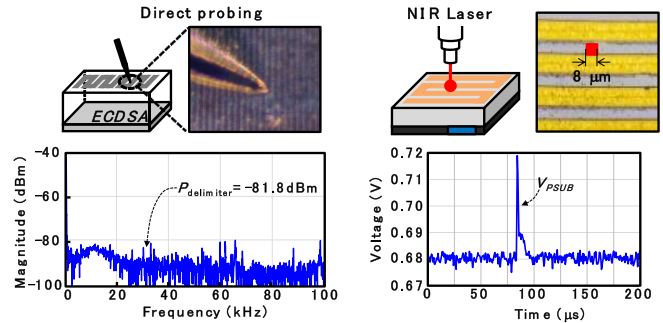 Direct probing
NIR Laser
ECDSA
8 μm
-40
-60
-80
-100
Magnitude (dBm)
Pdelimiter = -81.8dBm
0
20
40
60
80
100
Frequency (kHz)
0.72
0.71
0.70
0.69
0.68
0.67
Voltage (V)
VPSUB
0
50
100
150
200
Time (μs)